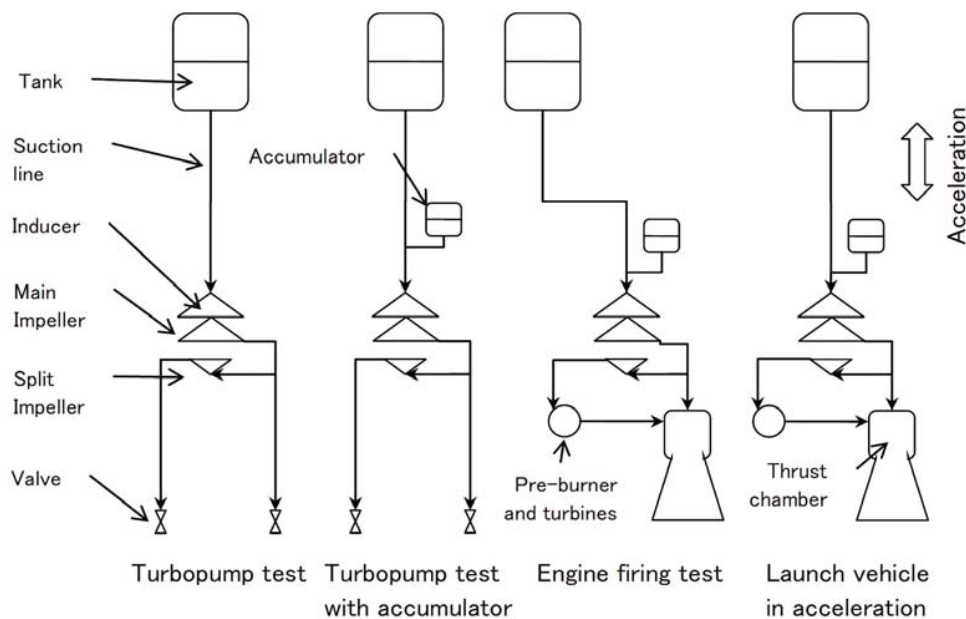 Tank
Suction
line
Accumulator
Inducer
Main
Impeller
Split
Impeller
Valve
Pre-burner
and turbines
Thrust
chamber
Acceleration
Turbopump test
Turbopump test
with accumulator
Engine firing test
Launch vehicle
in acceleration